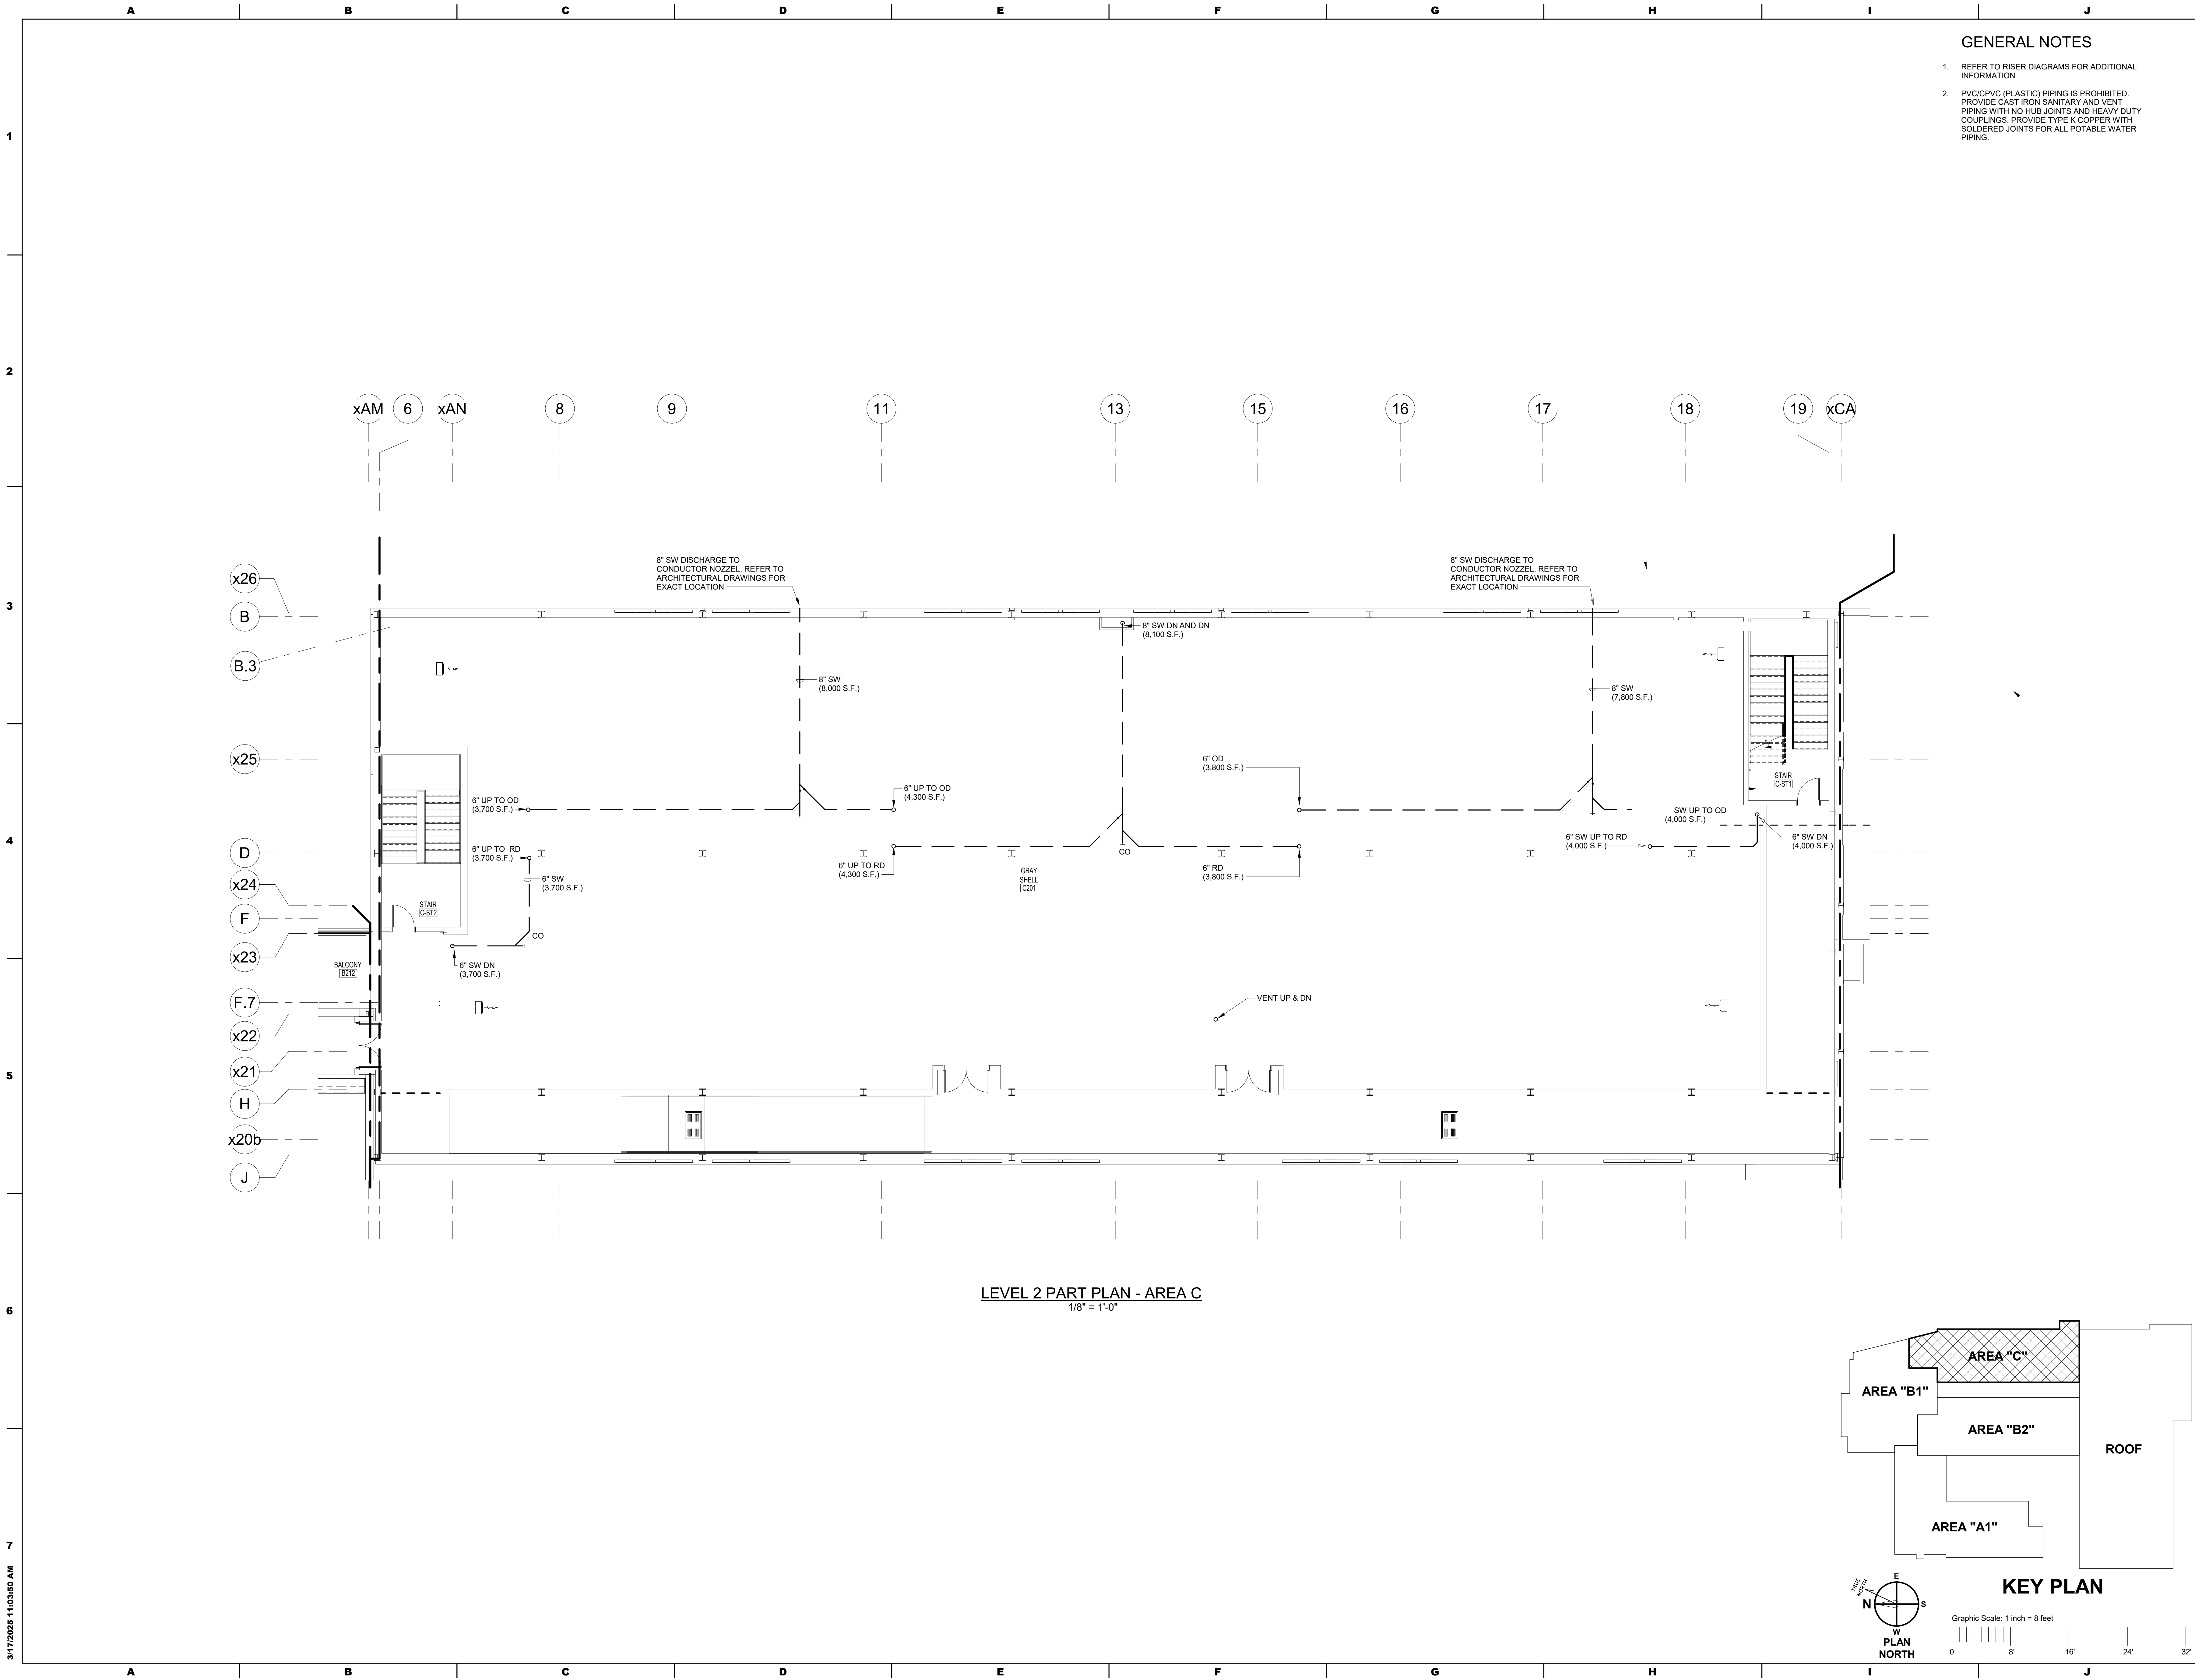 A B C D E F G H I J
GENERAL NOTES
1. REFER TO RISER DIAGRAMS FOR ADDITIONAL
INFORMATION
2. PVC/CPVC (PLASTIC) PIPING IS PROHIBITED.
PROVIDE CAST IRON SANITARY AND VENT
PIPING WITH NO HUB JOINTS AND HEAVY DUTY
COUPLINGS. PROVIDE TYPE K COPPER WITH
SOLDERED JOINTS FOR ALL POTABLE WATER
PIPING.
1
2
3
4
5
6
7
xAM 6 xAN 8 9 11 13 15 16 17 18 19 xCA
x26
B
B.3
x25
D
x24
F
x23
F.7
x22
x21
H
x20b
J
8" SW DISCHARGE TO
CONDUCTOR NOZZEL. REFER TO
ARCHITECTURAL DRAWINGS FOR
EXACT LOCATION
8" SW DISCHARGE TO
CONDUCTOR NOZZEL. REFER TO
ARCHITECTURAL DRAWINGS FOR
EXACT LOCATION
8" SW DN AND DN
(8,100 S.F.)
8" SW
(8,000 S.F.)
8" SW
(7,800 S.F.)
6" OD
(3,800 S.F.)
STAIR
C-ST1
6" UP TO OD
(3,700 S.F.)
6" UP TO OD
(4,300 S.F.)
SW UP TO OD
(4,000 S.F.)
6" SW UP TO RD
(4,000 S.F.)
6" SW DN
(4,000 S.F.)
6" UP TO RD
(3,700 S.F.)
CO
6" UP TO RD
(4,300 S.F.)
6" RD
(3,800 S.F.)
GRAY
SHELL
C201
6" SW
(3,700 S.F.)
STAIR
C-ST2
CO
BALCONY
B212
6" SW DN
(3,700 S.F.)
VENT UP & DN
LEVEL 2 PART PLAN - AREA C
1/8" = 1'-0"
AREA "C"
AREA "B1"
AREA "B2"
ROOF
AREA "A1"
KEY PLAN
TRUE
NORTH
E
N
S
W
PLAN
NORTH
Graphic Scale: 1 inch = 8 feet
0 8' 16' 24' 32'
3/17/2025 11:03:50 AM
A B C D E F G H I J